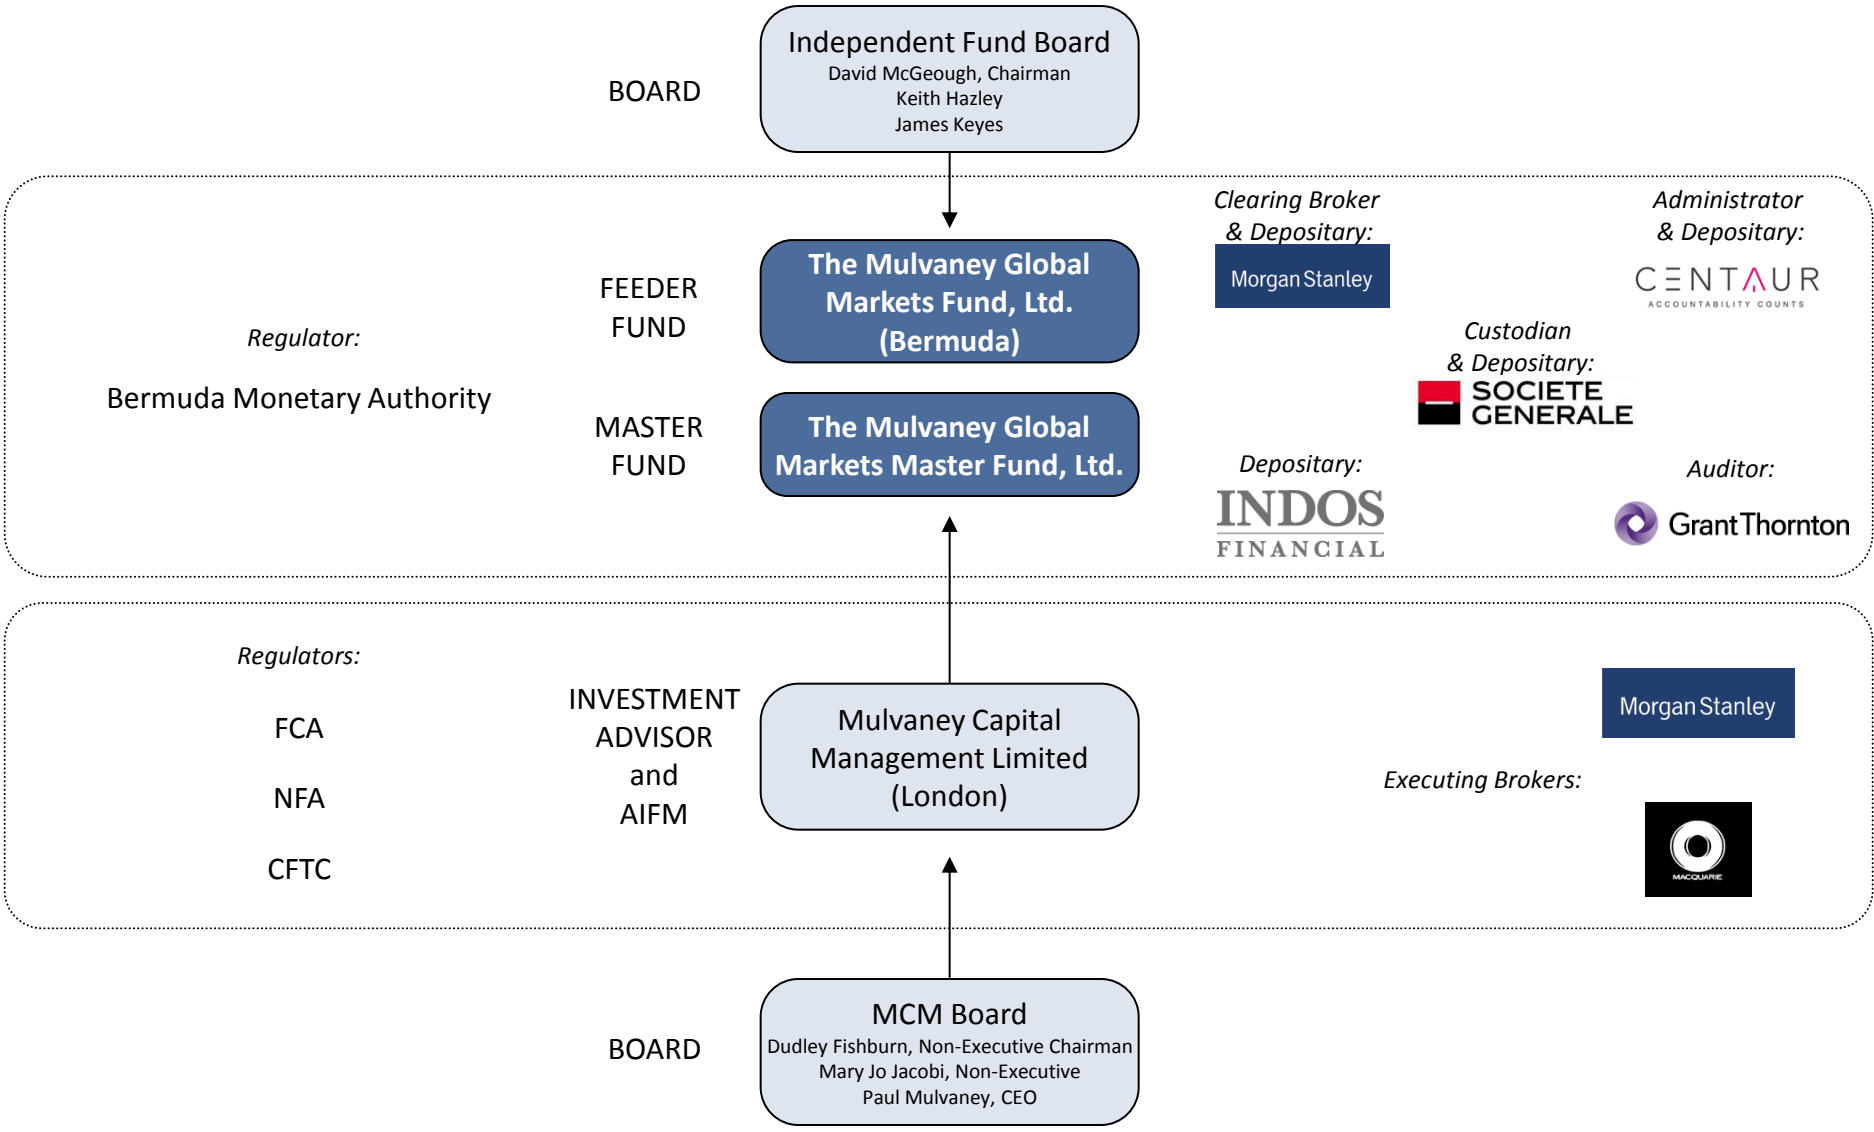 BOARD
Independent Fund Board
David McGeough, Chairman
Keith Hazley
James Keyes
Regulator:
Bermuda Monetary Authority
FEEDER
FUND
The Mulvaney Global
Markets Fund, Ltd.
(Bermuda)
MASTER
FUND
The Mulvaney Global
Markets Master Fund, Ltd.
Clearing Broker
& Depositary:
Morgan Stanley
Administrator
& Depositary:
CENTAUR
ACCOUNTABILITY COUNTS
Custodian
& Depositary:
SOCIETE
GENERALE
Depositary:
INDOS
FINANCIAL
Auditor:
Grant Thornton
Regulators:
FCA
NFA
CFTC
INVESTMENT
ADVISOR
and
AIFM
Mulvaney Capital
Management Limited
(London)
Executing Brokers:
Morgan Stanley
MACQUARIE
BOARD
MCM Board
Dudley Fishburn, Non-Executive Chairman
Mary Jo Jacobi, Non-Executive
Paul Mulvaney, CEO